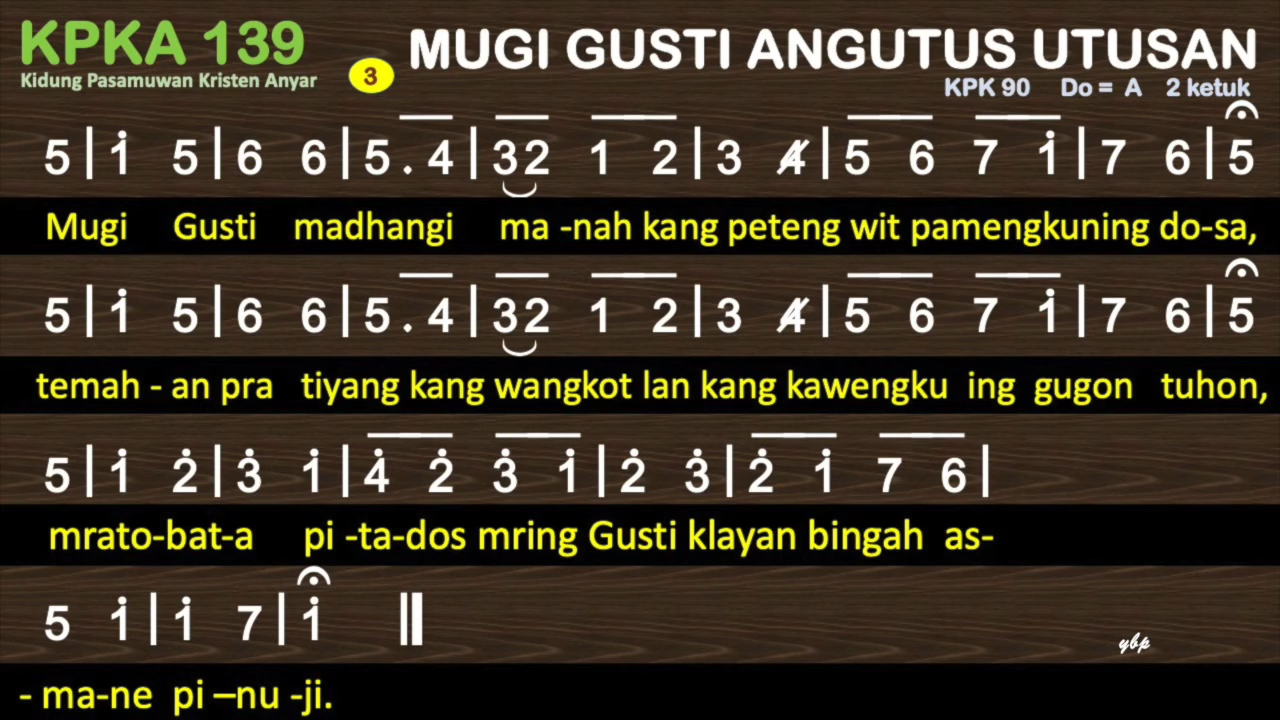 KPKA 139
MUGI GUSTI ANGUTUS UTUSAN
Kidung Pasamuwan Kristen Anyar
3
KPK 90 Do = A 2 ketuk
5 | 1̇ 5 | 6 6 | 5 . 4 | 32 1 2 | 3 4̸ | 5 6 7 1̇ | 7 6 | 5
Mugi Gusti madhangi ma -nah kang peteng wit pamengkuning do-sa,
5 | 1̇ 5 | 6 6 | 5 . 4 | 32 1 2 | 3 4̸ | 5 6 7 1̇ | 7 6 | 5
temah - an pra tiyang kang wangkot lan kang kawengku ing gugon tuhon,
5 | 1̇ 2̇ | 3̇ 1̇ | 4̇ 2̇ 3̇ 1̇ | 2̇ 3̇ | 2̇ 1̇ 7 6 |
mrato-bat-a pi -ta-dos mring Gusti klayan bingah as-
5 1̇ | 1̇ 7 | 1̇ ||
- ma-ne pi –nu -ji.
ybp